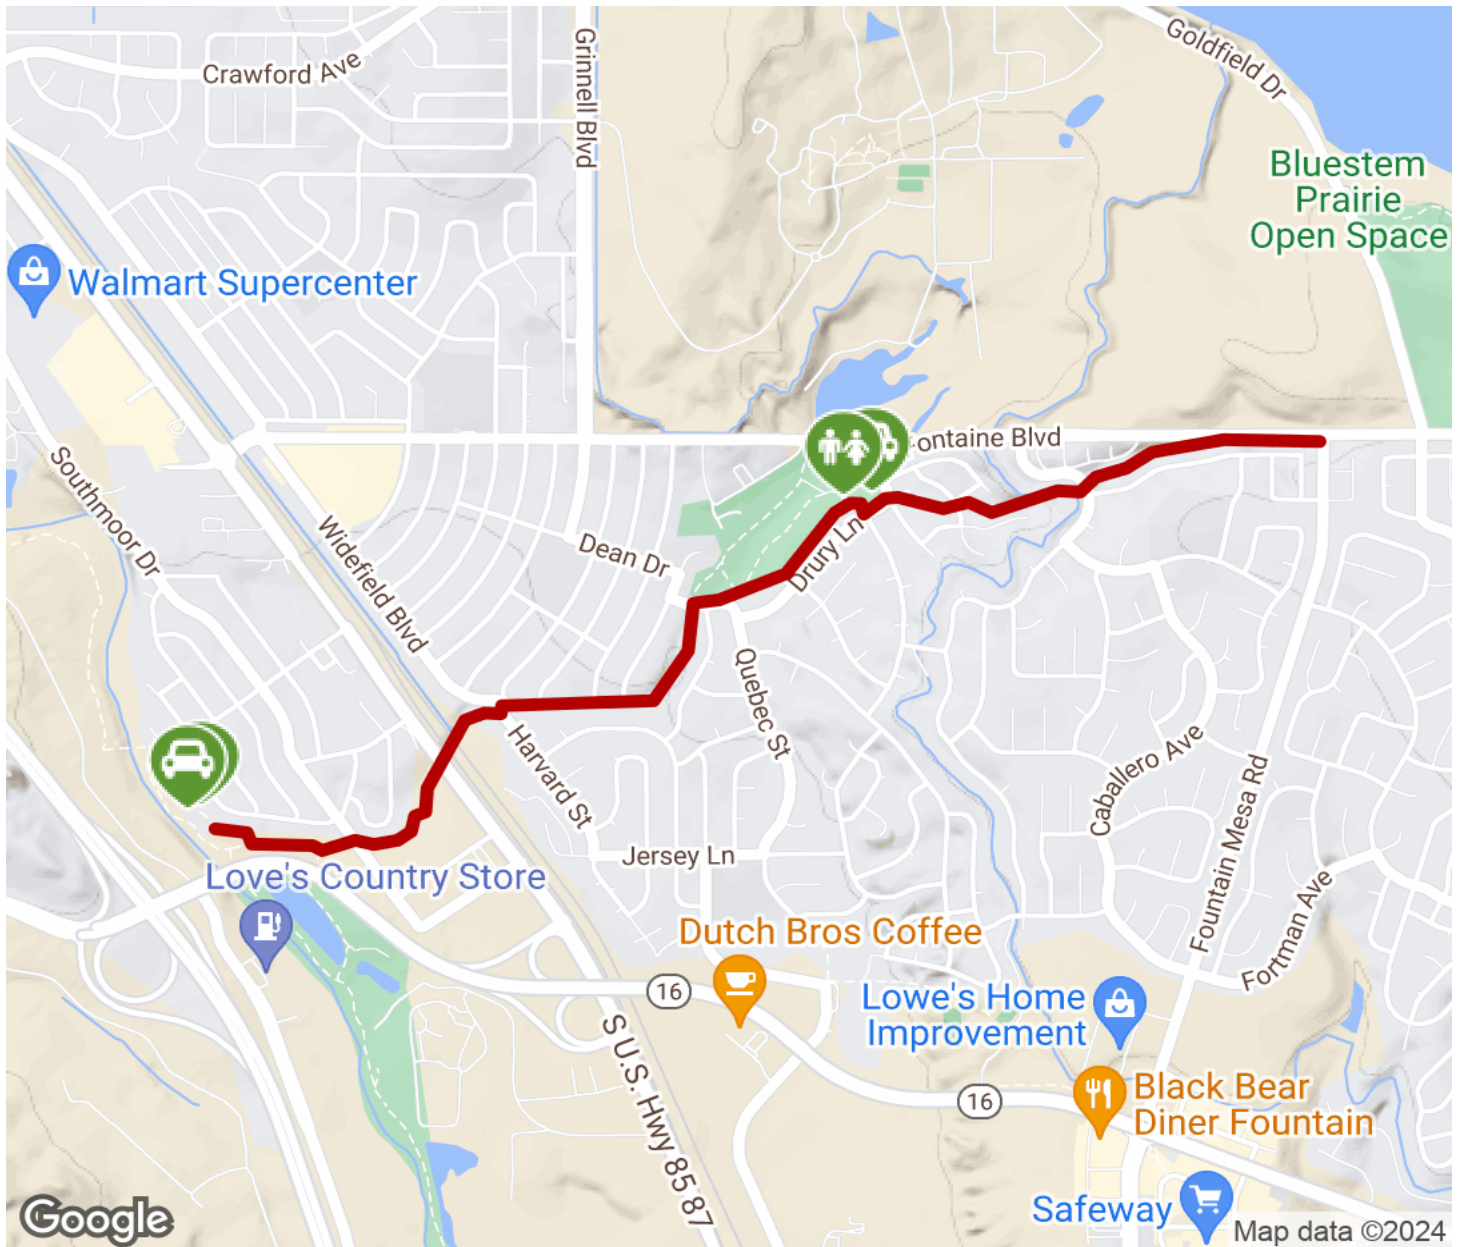 Goldfield Dr
Crawford Ave
Grinnell Blvd
Bluestem
Prairie
Open Space
Walmart Supercenter
ontaine Blvd
Southmoor Dr
Widefield Blvd
Dean Dr
Drury Ln
Quebec St
Harvard St
Caballero Ave
Fountain Mesa Rd
Jersey Ln
Love's Country Store
Fortman Ave
Dutch Bros Coffee
16
Lowe's Home
Improvement
S U.S. Hwy 85 87
16
Black Bear
Diner Fountain
Safeway
Google
Map data ©2024